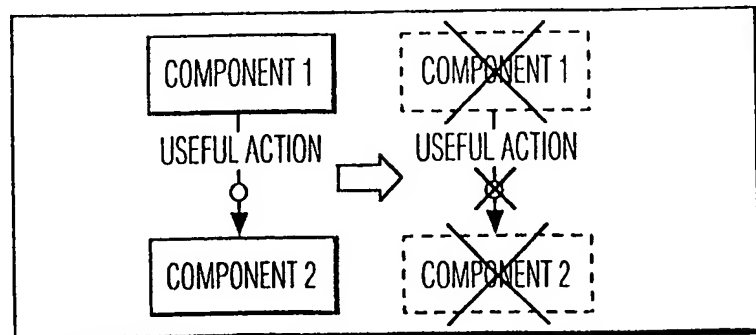 COMPONENT 1
USEFUL ACTION
COMPONENT 2
COMPONENT 1
USEFUL ACTION
COMPONENT 2